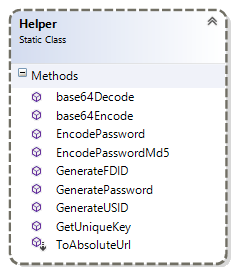 Helper
Static Class
Methods
base64Decode
base64Encode
EncodePassword
EncodePasswordMd5
GenerateFDID
GeneratePassword
GenerateUSID
GetUniqueKey
ToAbsoluteUrl